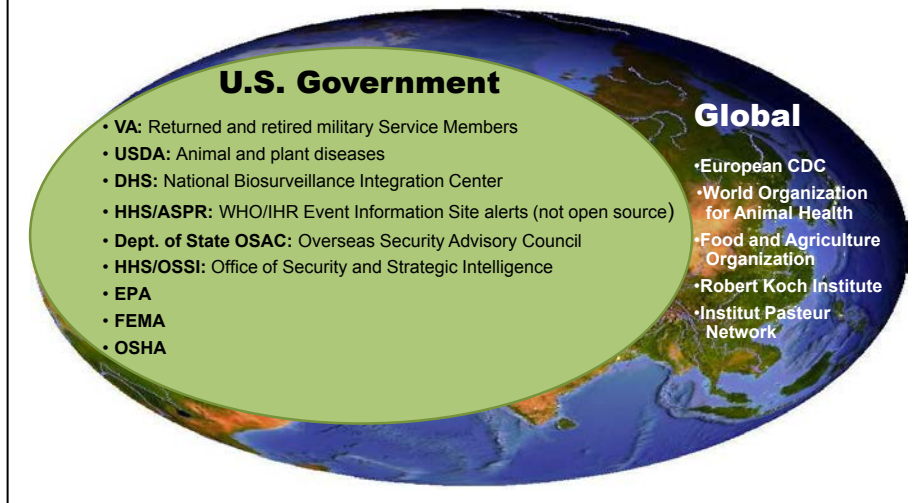 U.S. Government
• VA: Returned and retired military Service Members
• USDA: Animal and plant diseases
• DHS: National Biosurveillance Integration Center
• HHS/ASPR: WHO/IHR Event Information Site alerts (not open source)
• Dept. of State OSAC: Overseas Security Advisory Council
• HHS/OSSI: Office of Security and Strategic Intelligence
• EPA
• FEMA
• OSHA
Global
•European CDC
•World Organization
for Animal Health
•Food and Agriculture
Organization
•Robert Koch Institute
•Institut Pasteur
Network